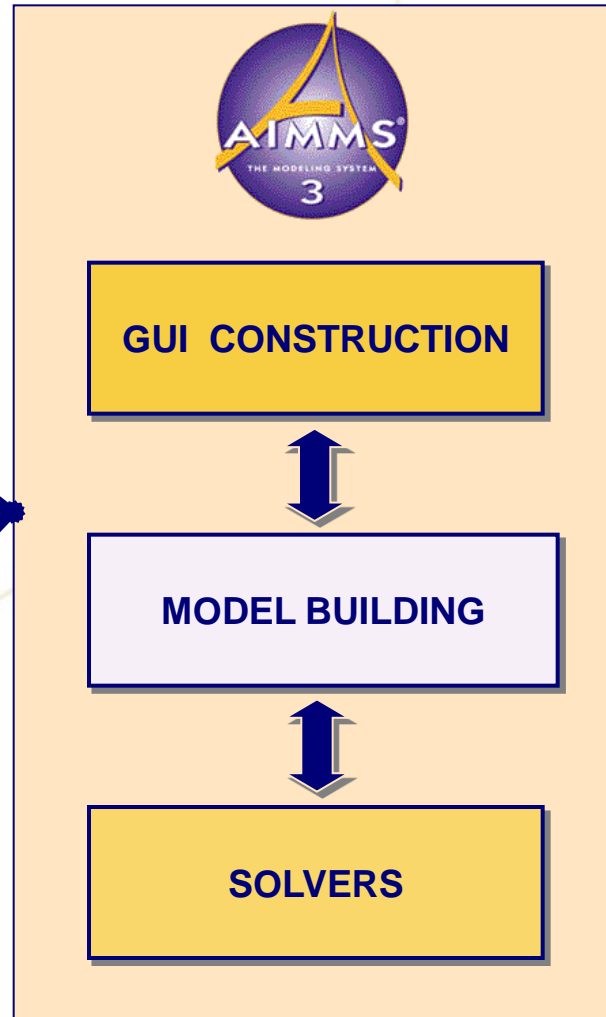 AIMMS®
THE MODELING SYSTEM
3
GUI CONSTRUCTION
MODEL BUILDING
SOLVERS